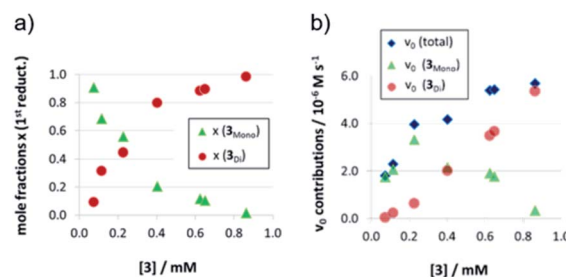 a)
mole fractions x (1st reduct.)
1.0
0.8
0.6
0.4
0.2
0.0
x (3Mono)
x (3Di)
0 0.2 0.4 0.6 0.8 1
[3] / mM
b)
v0 (total)
v0 (3Mono)
v0 (3Di)
v0 contributions / 10-6 M s-1
6.0
4.0
2.0
0.0
0.0 0.2 0.4 0.6 0.8 1.0
[3] / mM